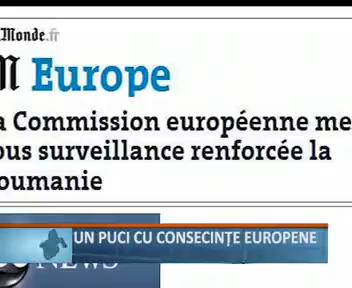 Monde.fr
M Europe
a Commission européenne me
ous surveillance renforcée la
oumanie
UN PUCI CU CONSECINȚE EUROPENE
NEWS